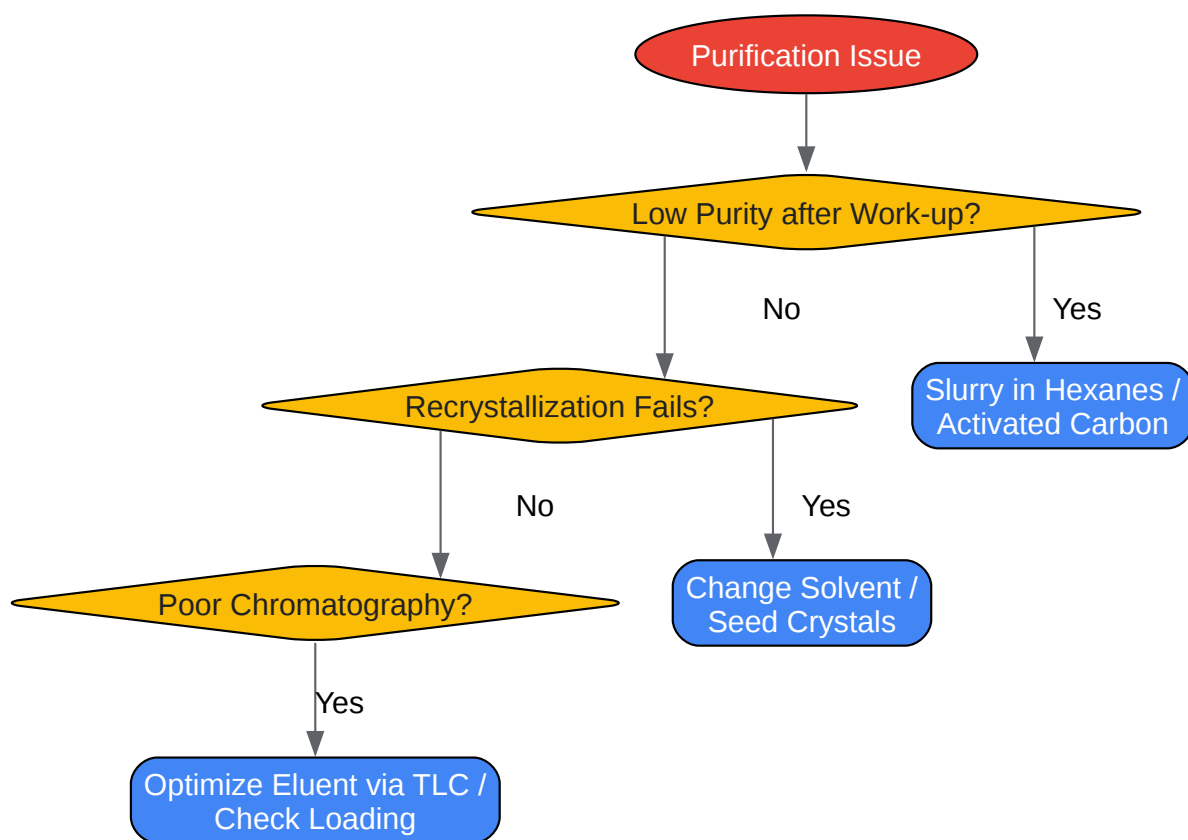 Purification Issue
Low Purity after Work-up?
No
Yes
Slurry in Hexanes /
Activated Carbon
Recrystallization Fails?
No
Yes
Change Solvent /
Seed Crystals
Poor Chromatography?
Yes
Optimize Eluent via TLC /
Check Loading